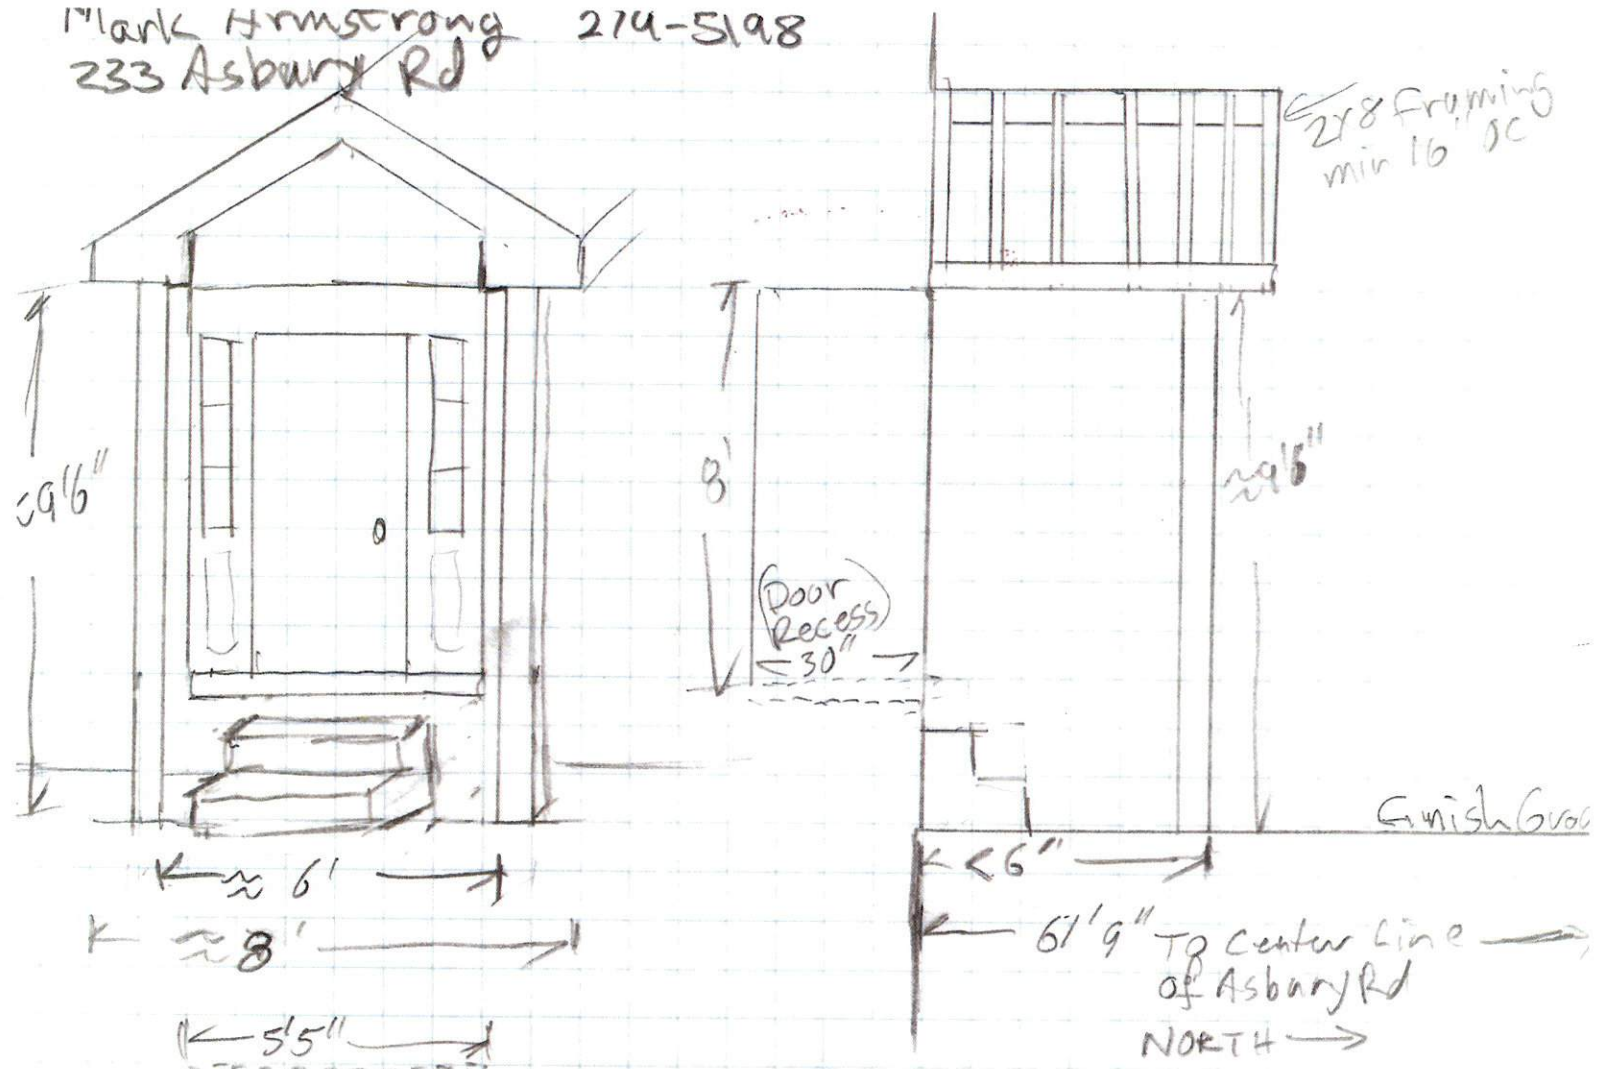 Mark Armstrong 274-5198
233 Asbury Rd
2x8 Framing
min 16" OC
≈9'6"
8'
≈9'6"
(Door
Recess)
30"
Finish Grad
≈ 6'
<6"
≈ 8'
61'9" To Center Line
of Asbury Rd
5'5"
NORTH